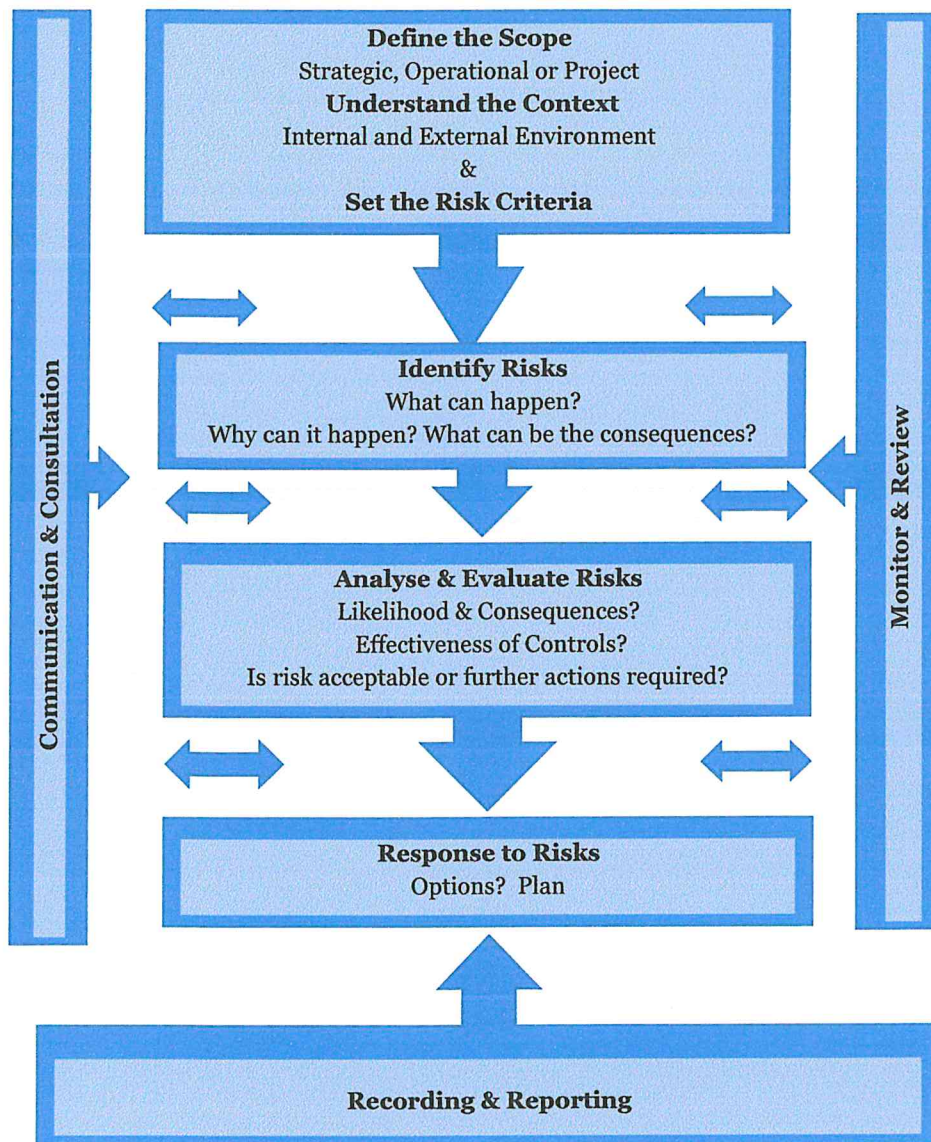 Define the Scope
Strategic, Operational or Project
Understand the Context
Internal and External Environment
&
Set the Risk Criteria
Identify Risks
What can happen?
Why can it happen? What can be the consequences?
Analyse & Evaluate Risks
Likelihood & Consequences?
Effectiveness of Controls?
Is risk acceptable or further actions required?
Response to Risks
Options? Plan
Communication & Consultation
Monitor & Review
Recording & Reporting